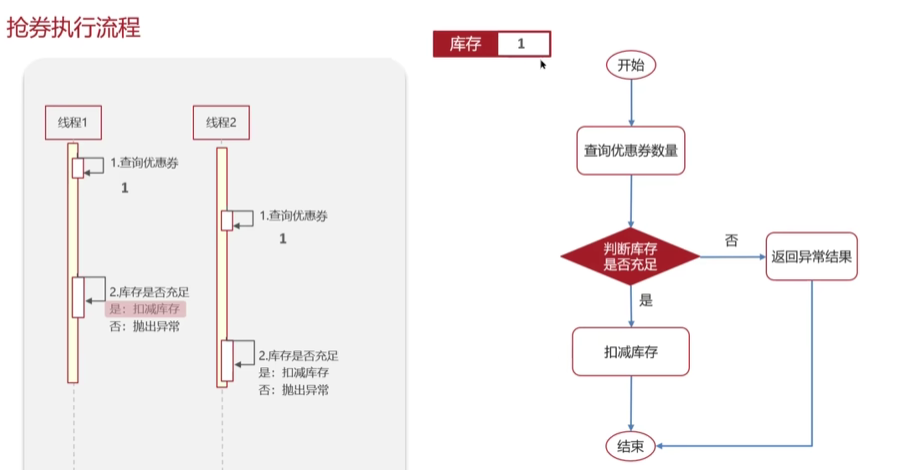 抢券执行流程
库存 1
线程1
线程2
1.查询优惠券
1
1.查询优惠券
1
2.库存是否充足
是：扣减库存
否：抛出异常
2.库存是否充足
是：扣减库存
否：抛出异常
开始
查询优惠券数量
判断库存
是否充足
否
返回异常结果
是
扣减库存
结束